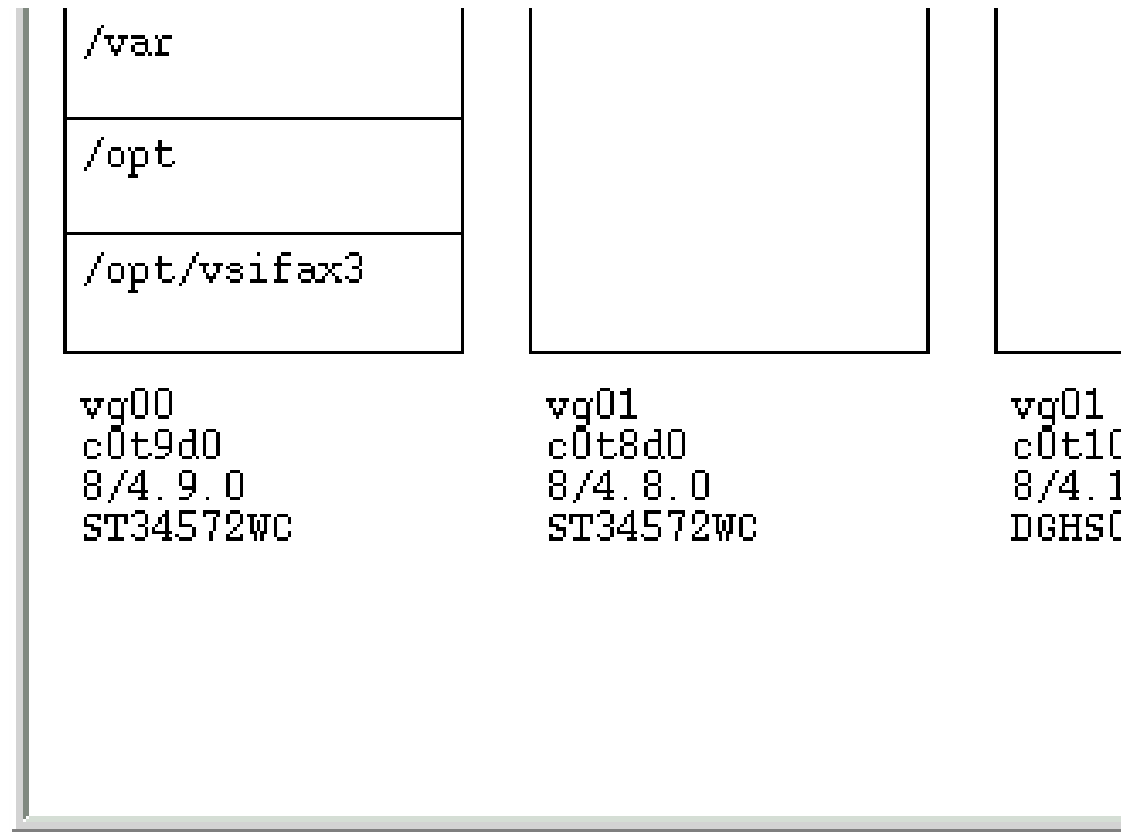 /var
/opt
/opt/vsifax3
vg00
c0t9d0
8/4.9.0
ST34572WC
vg01
c0t8d0
8/4.8.0
ST34572WC
vg01